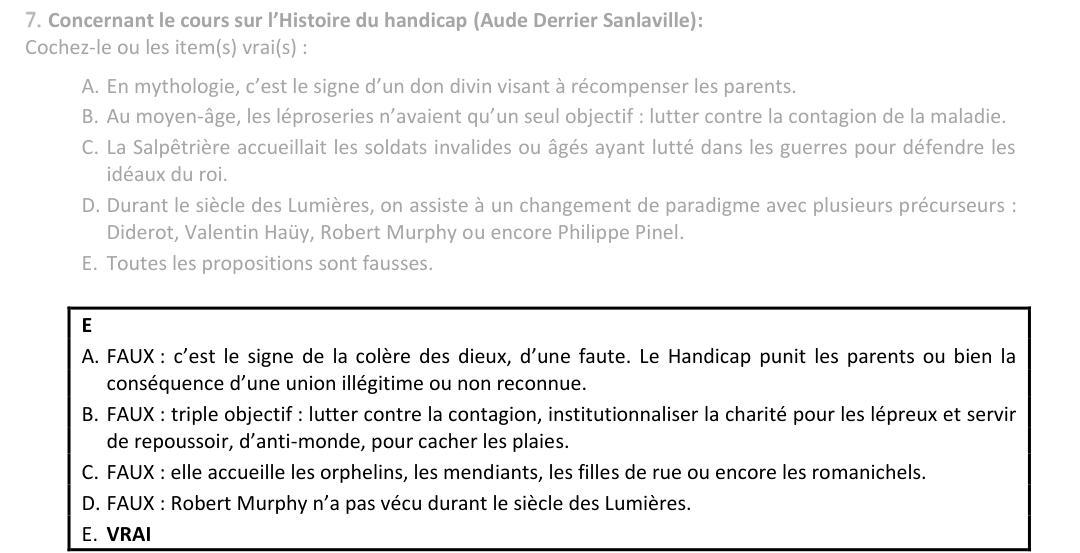 7. Concernant le cours sur l’Histoire du handicap (Aude Derrier Sanlaville):
Cochez-le ou les item(s) vrai(s) :
A. En mythologie, c’est le signe d’un don divin visant à récompenser les parents.
B. Au moyen-âge, les léproseries n’avaient qu’un seul objectif : lutter contre la contagion de la maladie.
C. La Salpêtrière accueillait les soldats invalides ou âgés ayant lutté dans les guerres pour défendre les
idéaux du roi.
D. Durant le siècle des Lumières, on assiste à un changement de paradigme avec plusieurs précurseurs :
Diderot, Valentin Haüy, Robert Murphy ou encore Philippe Pinel.
E. Toutes les propositions sont fausses.
E
A. FAUX : c’est le signe de la colère des dieux, d’une faute. Le Handicap punit les parents ou bien la
conséquence d’une union illégitime ou non reconnue.
B. FAUX : triple objectif : lutter contre la contagion, institutionnaliser la charité pour les lépreux et servir
de repoussoir, d’anti-monde, pour cacher les plaies.
C. FAUX : elle accueille les orphelins, les mendiants, les filles de rue ou encore les romanichels.
D. FAUX : Robert Murphy n’a pas vécu durant le siècle des Lumières.
E. VRAI